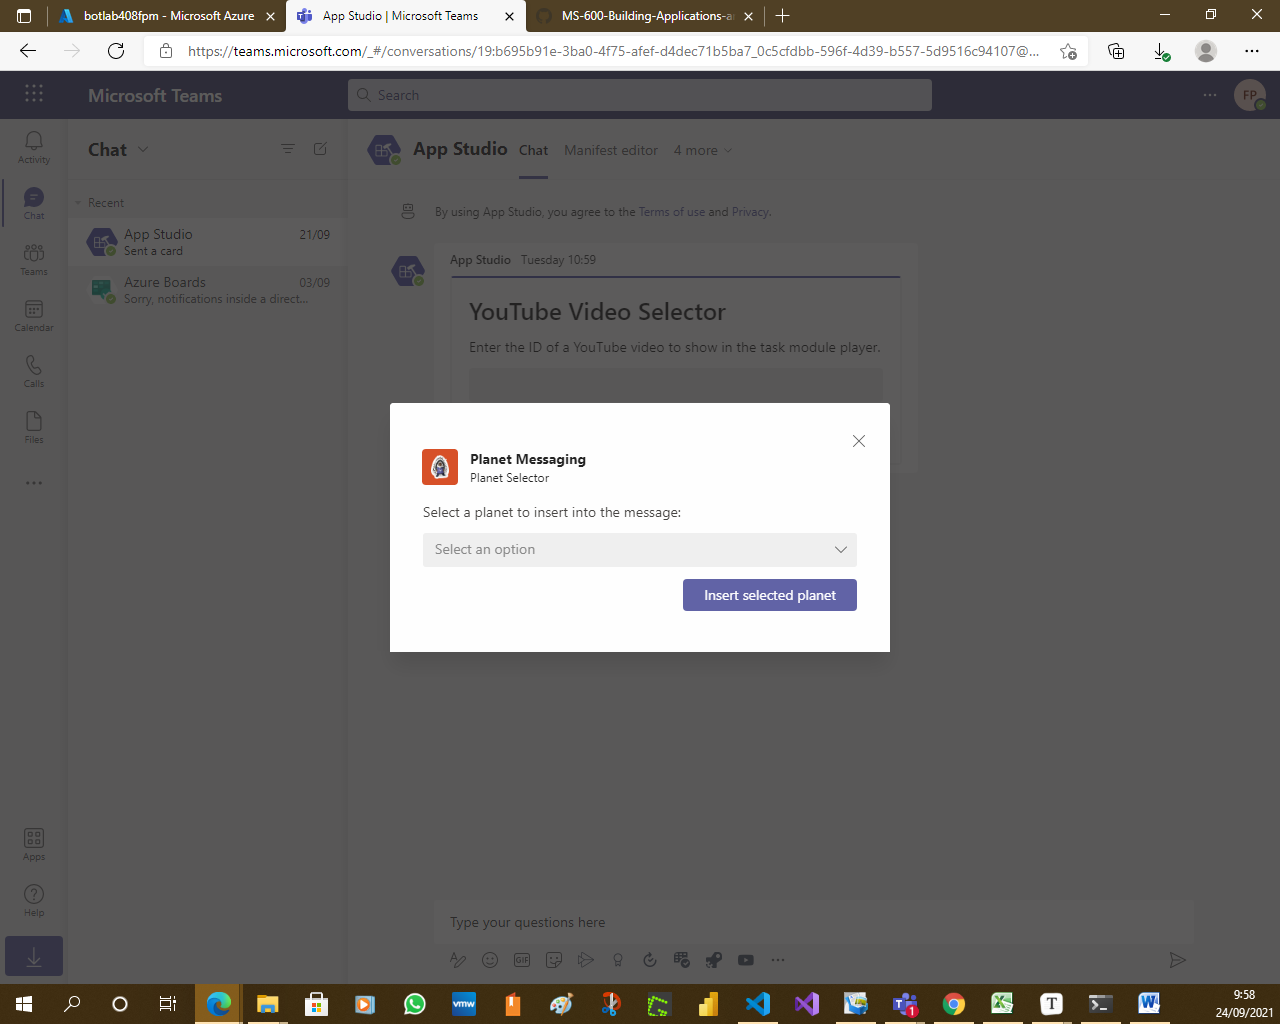 botlab408fpm - Microsoft Azure
App Studio | Microsoft Teams
MS-600-Building-Applications-a
https://teams.microsoft.com/_#/conversations/19:b695b91e-3ba0-4f75-afef-d4dec71b5ba7_0c5cfdbb-596f-4d39-b557-5d9516c94107@...
Microsoft Teams
Search
FP
Activity
Chat
Teams
Calendar
Calls
Files
Apps
Help
Chat
Recent
App Studio 21/09
Sent a card
Azure Boards 03/09
Sorry, notifications inside a direct...
App Studio Chat Manifest editor 4 more
By using App Studio, you agree to the Terms of use and Privacy.
App Studio Tuesday 10:59
YouTube Video Selector
Enter the ID of a YouTube video to show in the task module player.
Planet Messaging
Planet Selector
Select a planet to insert into the message:
Select an option
Insert selected planet
Type your questions here
GIF
vmw
T
1
T
W
9:58
24/09/2021